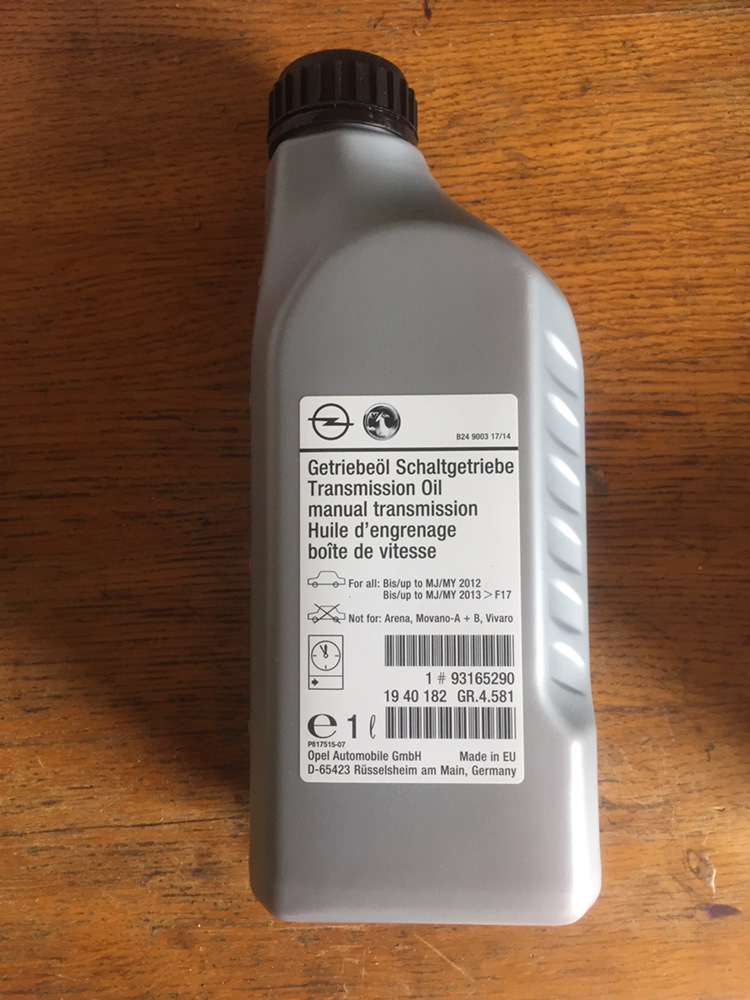 B24 9003 17/14
Getriebeöl Schaltgetriebe
Transmission Oil
manual transmission
Huile d'engrenage
boîte de vitesse
For all: Bis/up to MJ/MY 2012
Bis/up to MJ/MY 2013 > F17
Not for: Arena, Movano-A + B, Vivaro
1 # 93165290
19 40 182 GR.4.581
e 1 ℓ
P817515-07
Opel Automobile GmbH Made in EU
D-65423 Rüsselsheim am Main, Germany